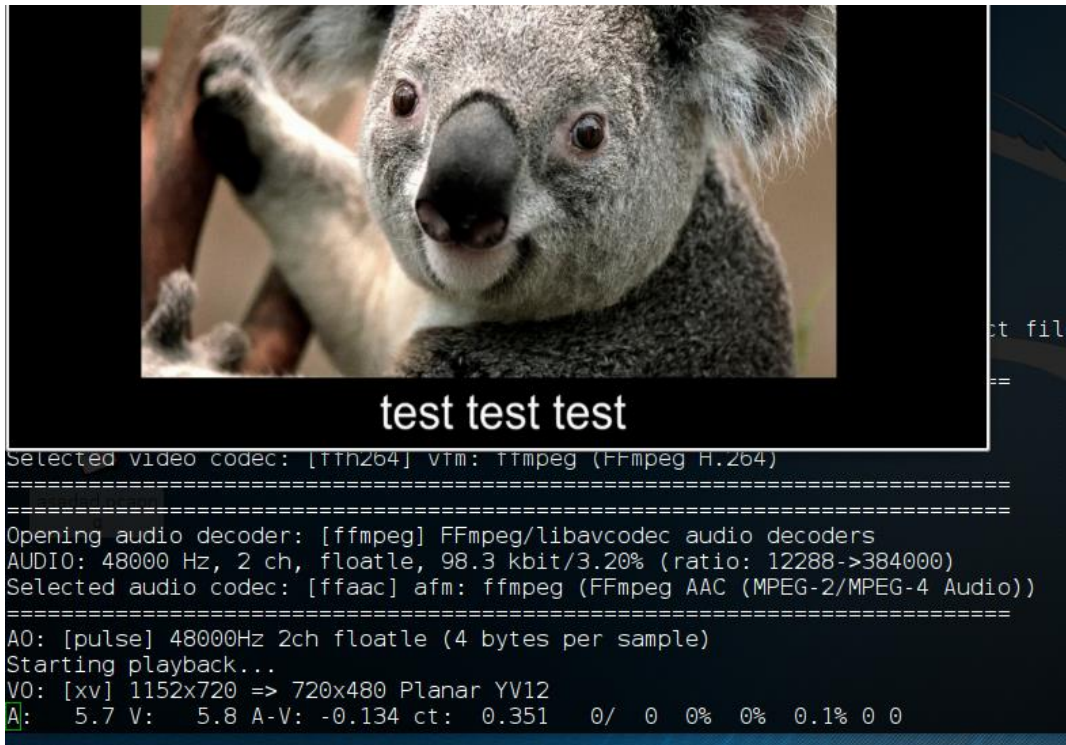 ct fil
==
test test test
Selected video codec: [ffh264] vfm: ffmpeg (FFmpeg H.264)
==========================================================================
==========================================================================
Opening audio decoder: [ffmpeg] FFmpeg/libavcodec audio decoders
AUDIO: 48000 Hz, 2 ch, floatle, 98.3 kbit/3.20% (ratio: 12288->384000)
Selected audio codec: [ffaac] afm: ffmpeg (FFmpeg AAC (MPEG-2/MPEG-4 Audio))
==========================================================================
AO: [pulse] 48000Hz 2ch floatle (4 bytes per sample)
Starting playback...
VO: [xv] 1152x720 => 720x480 Planar YV12
A:   5.7 V:   5.8 A-V: -0.134 ct:  0.351   0/  0  0%  0%  0.1% 0 0